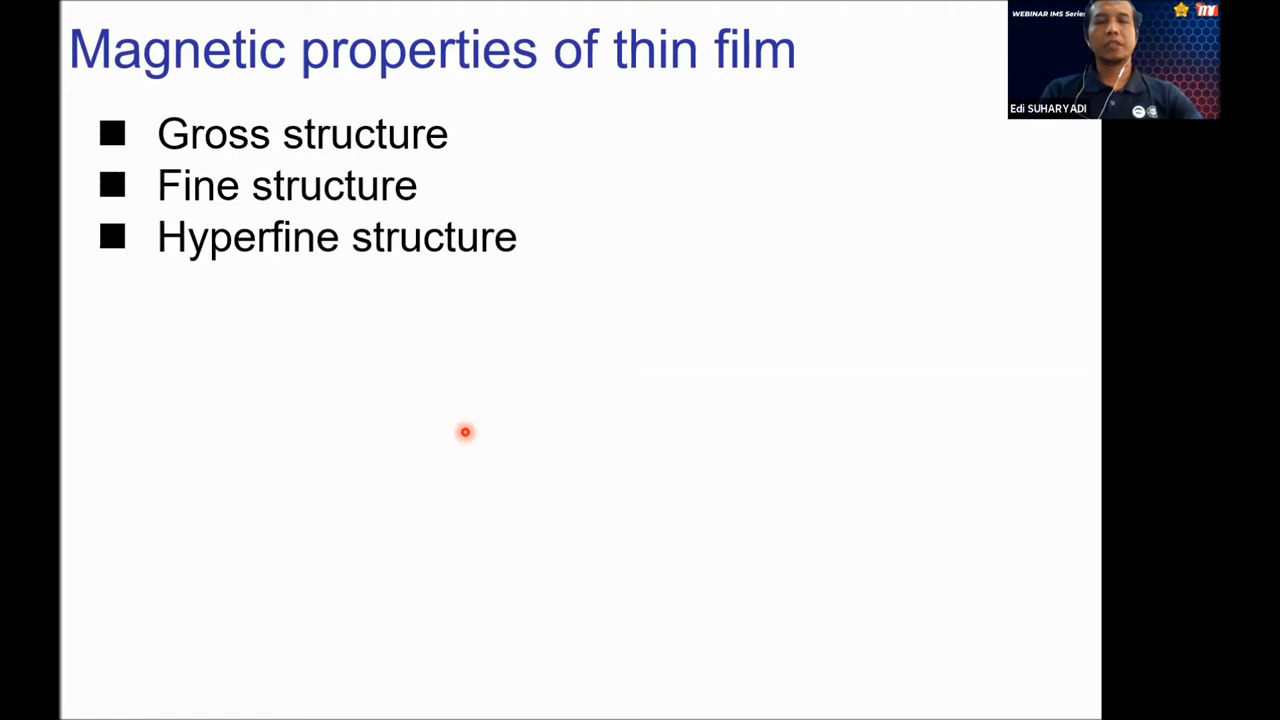 Magnetic properties of thin film
WEBINAR IMS Series
Edi SUHARYADI
Gross structure
Fine structure
Hyperfine structure